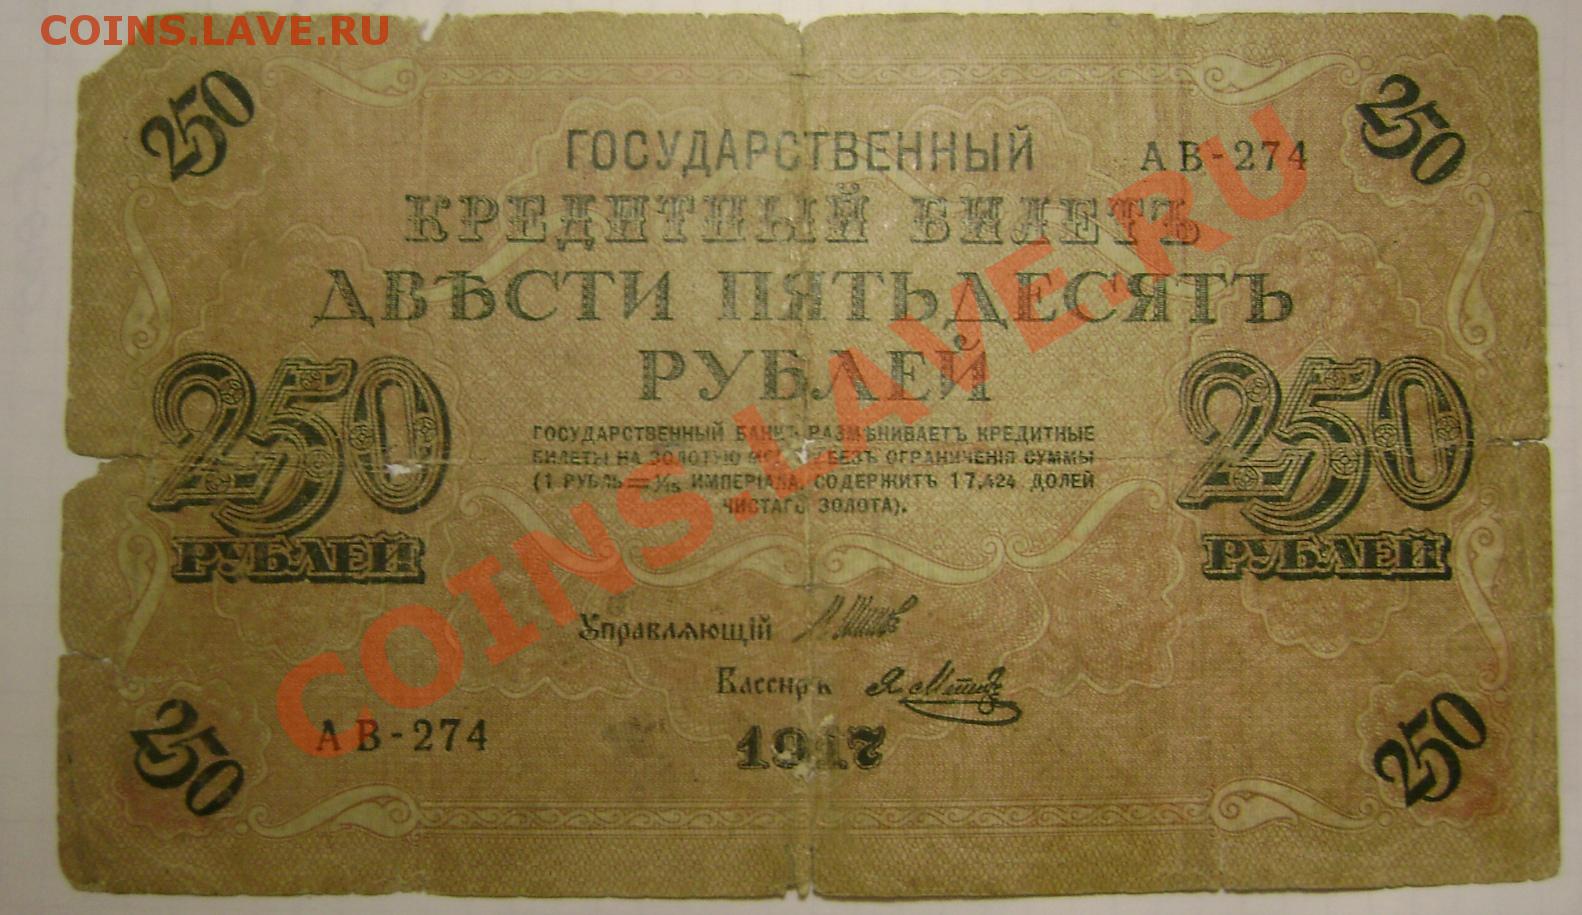 COINS.LAVE.RU
250 250
ГОСУДАРСТВЕННЫЙ АВ-274
КРЕДИТНЫЙ БИЛЕТЪ
ДВѢСТИ ПЯТЬДЕСЯТЪ
РУБЛЕЙ
250 250
РУБЛЕЙ РУБЛЕЙ
ГОСУДАРСТВЕННЫЙ БАНКЪ РАЗМѢНИВАЕТЪ КРЕДИТНЫЕ
БИЛЕТЫ НА ЗОЛОТУЮ БЕЗЪ ОГРАНИЧЕНІЯ СУММЫ
(1 РУБЛЬ = 1/15 ИМПЕРІАЛА, СОДЕРЖИТЪ 17,424 ДОЛЕЙ
ЧИСТАГО ЗОЛОТА).
COINS.LAVE.RU
Управляющій
Кассиръ
АВ-274 1917
250 250